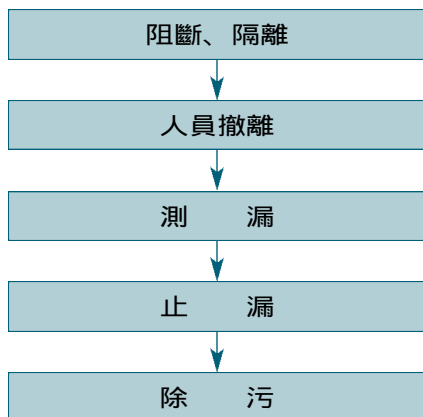 阻斷、隔離
人員撤離
測　　漏
止　　漏
除　　污